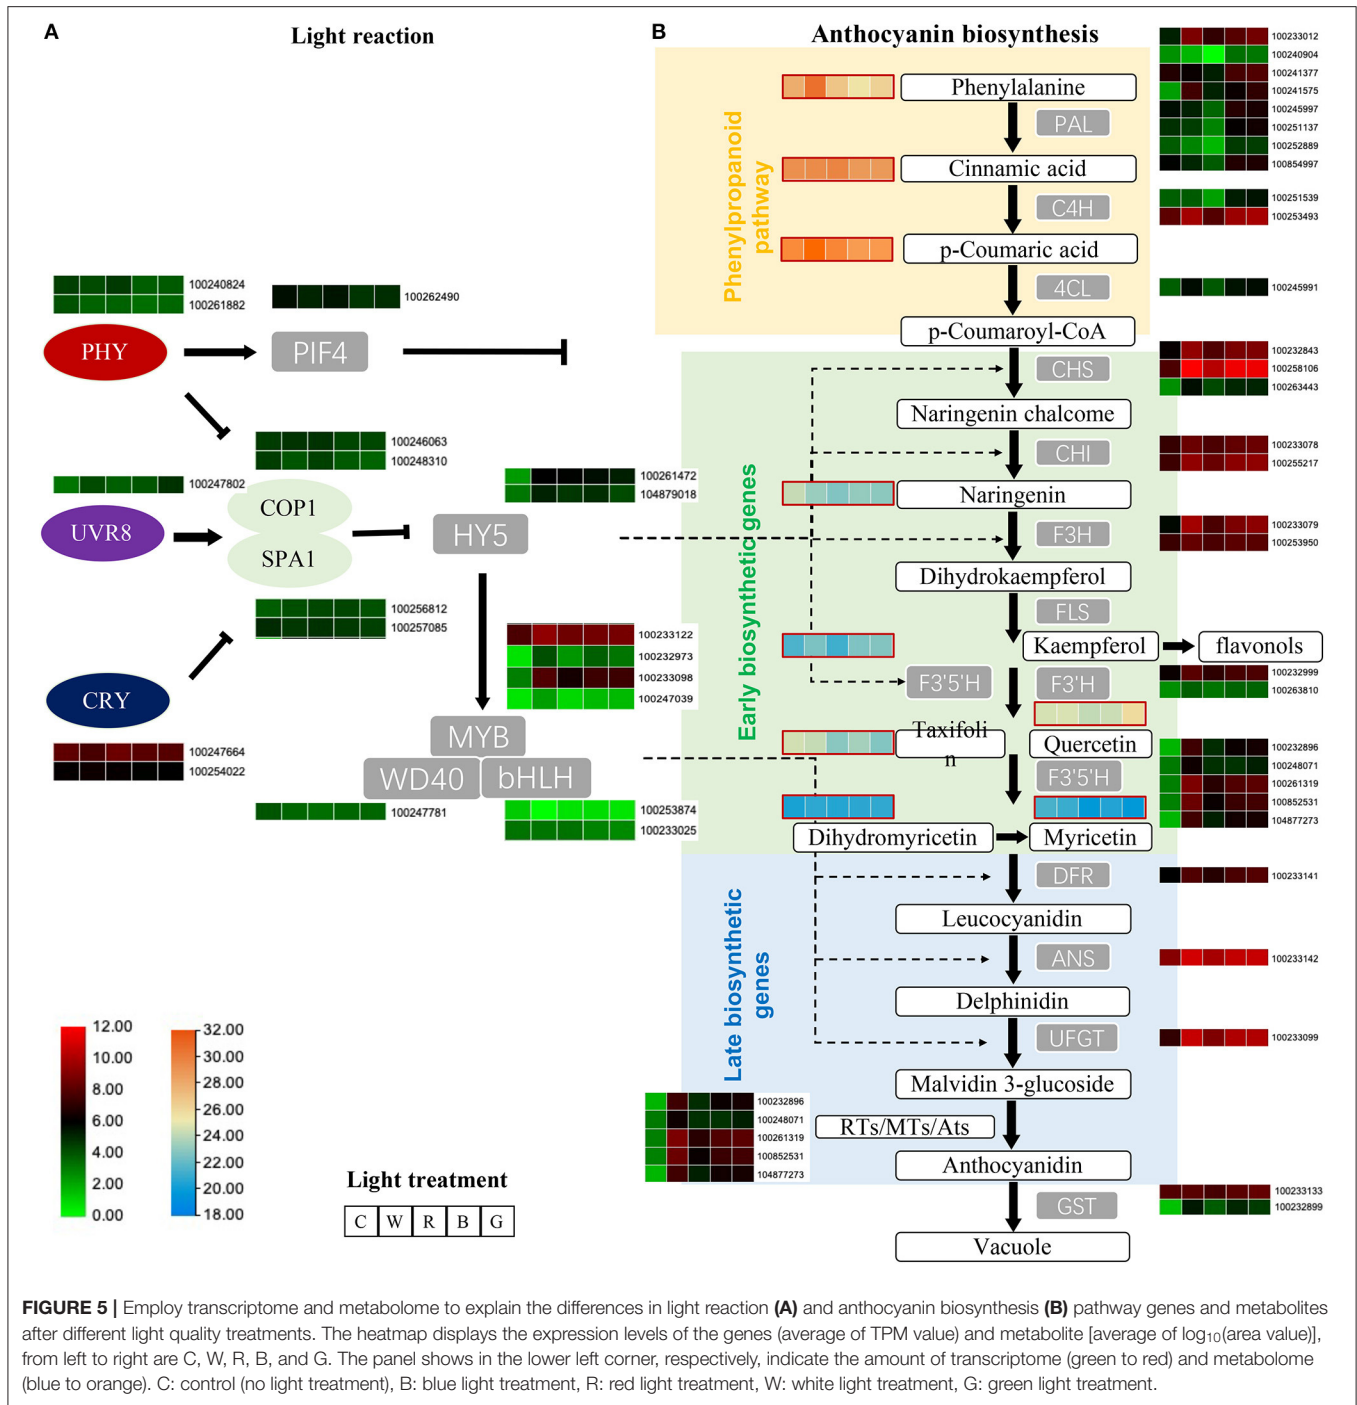 A
Light reaction
100240824
100261882
100262490
PHY
PIF4
100246063
100248310
100247802
100261472
104879018
COP1
UVR8
HY5
SPA1
100256812
100257085
100233122
100232973
100233098
100247039
CRY
100247664
100254022
MYB
WD40
bHLH
100247781
100253874
100233025
12.00
10.00
8.00
6.00
4.00
2.00
0.00
32.00
30.00
28.00
26.00
24.00
22.00
20.00
18.00
Light treatment
C W R B G
B
Anthocyanin biosynthesis
Phenylpropanoid
pathway
Phenylalanine
PAL
100233012
100240904
100241377
100241575
100245997
100251137
100252889
100854997
Cinnamic acid
C4H
100251539
100253493
p-Coumaric acid
4CL
100245991
p-Coumaroyl-CoA
Early biosynthetic genes
CHS
100232843
100258106
100263443
Naringenin chalcome
CHI
100233078
100255217
Naringenin
F3H
100233079
100253950
Dihydrokaempferol
FLS
Kaempferol
flavonols
F3'5'H
F3'H
100232999
100263810
Taxifoli
n
Quercetin
F3'5'H
100232896
100248071
100261319
100852531
104877273
Dihydromyricetin
Myricetin
Late biosynthetic
genes
DFR
100233141
Leucocyanidin
ANS
100233142
Delphinidin
UFGT
100233099
Malvidin 3-glucoside
100232896
100248071
100261319
100852531
104877273
RTs/MTs/Ats
Anthocyanidin
GST
100233133
100232899
Vacuole
FIGURE 5 | Employ transcriptome and metabolome to explain the differences in light reaction (A) and anthocyanin biosynthesis (B) pathway genes and metabolites
after different light quality treatments. The heatmap displays the expression levels of the genes (average of TPM value) and metabolite [average of log₁₀(area value)],
from left to right are C, W, R, B, and G. The panel shows in the lower left corner, respectively, indicate the amount of transcriptome (green to red) and metabolome
(blue to orange). C: control (no light treatment), B: blue light treatment, R: red light treatment, W: white light treatment, G: green light treatment.